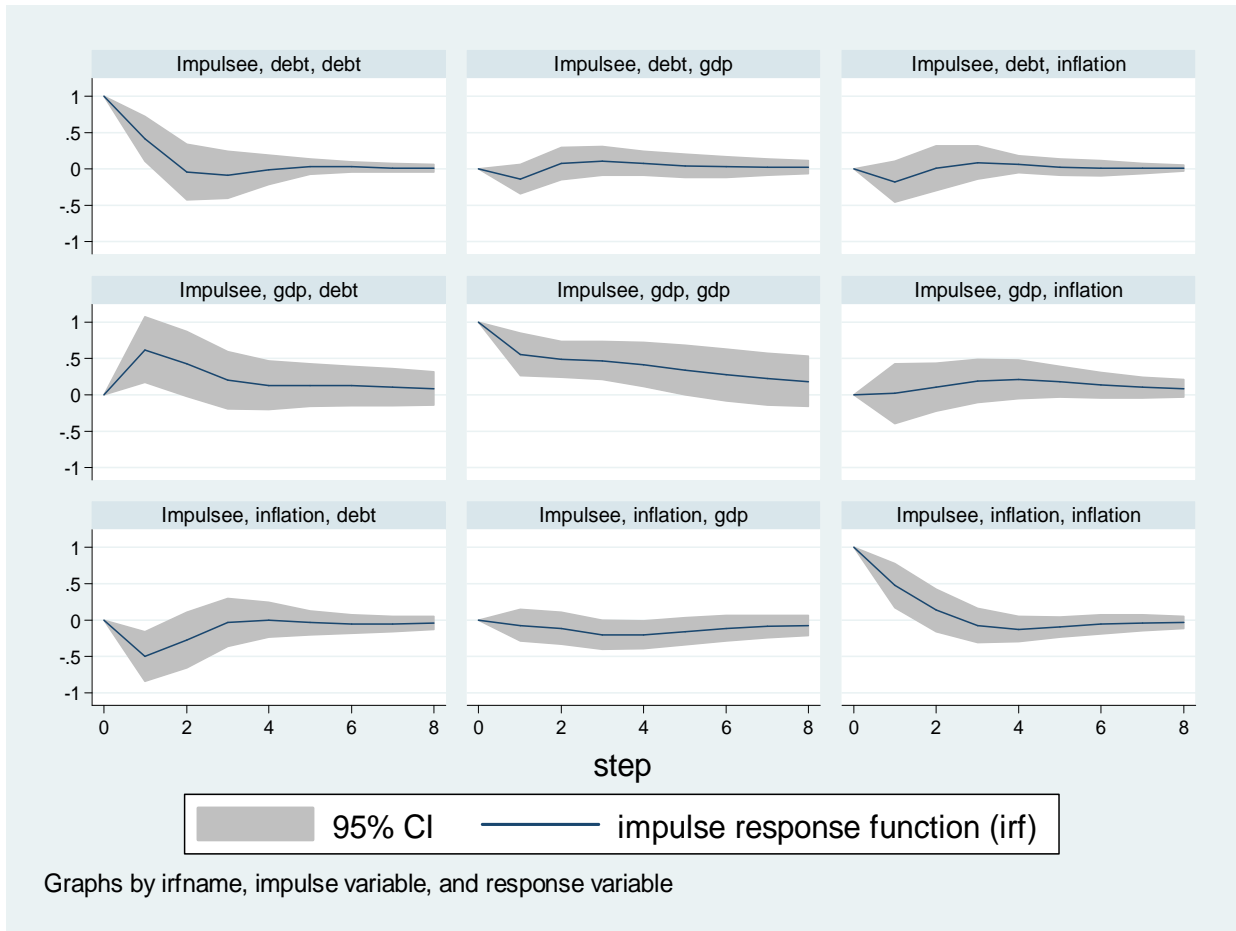 Impulsee, debt, debt
Impulsee, debt, gdp
Impulsee, debt, inflation
1
.5
0
-.5
-1
Impulsee, gdp, debt
Impulsee, gdp, gdp
Impulsee, gdp, inflation
1
.5
0
-.5
-1
Impulsee, inflation, debt
Impulsee, inflation, gdp
Impulsee, inflation, inflation
1
.5
0
-.5
-1
0 2 4 6 8
0 2 4 6 8
0 2 4 6 8
step
95% CI
impulse response function (irf)
Graphs by irfname, impulse variable, and response variable